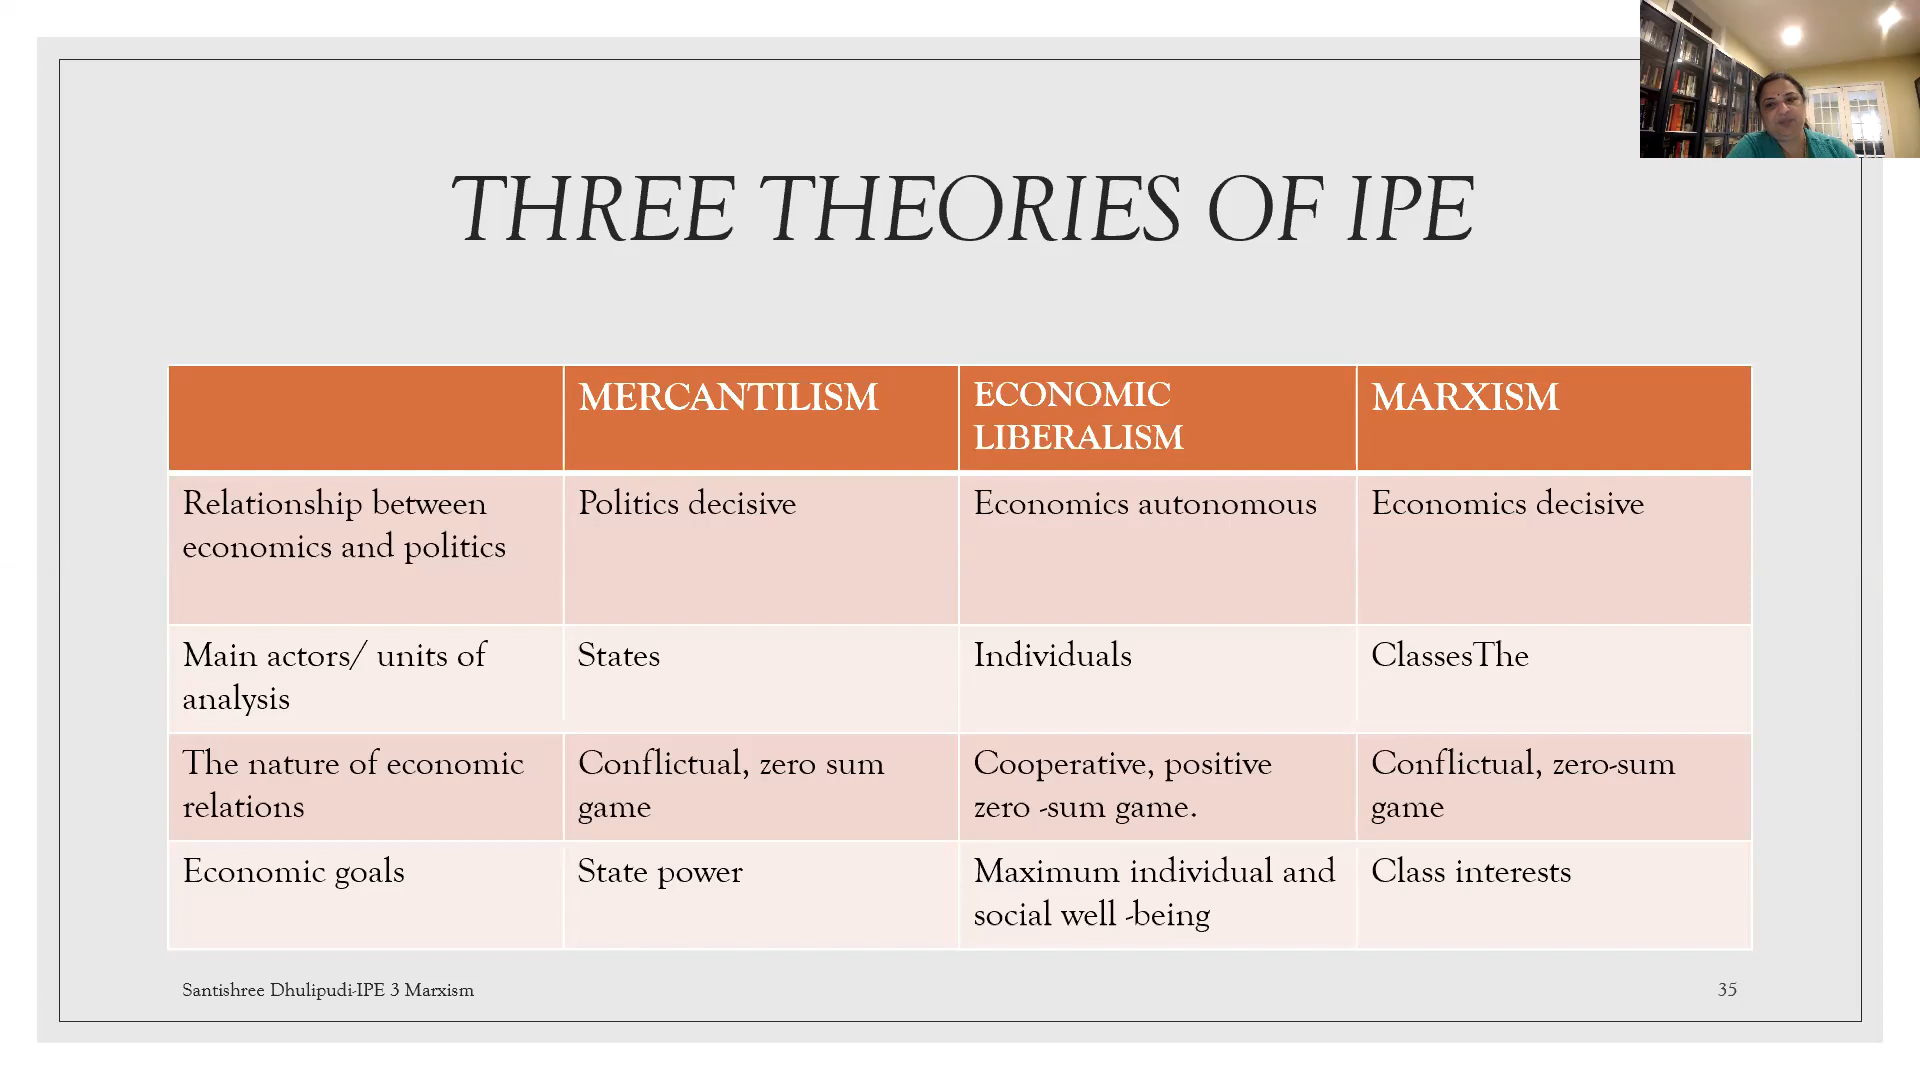 THREE THEORIES OF IPE
MERCANTILISM
ECONOMIC
LIBERALISM
MARXISM
Relationship between
economics and politics
Politics decisive
Economics autonomous
Economics decisive
Main actors/ units of
analysis
States
Individuals
ClassesThe
The nature of economic
relations
Conflictual, zero sum
game
Cooperative, positive
zero -sum game.
Conflictual, zero-sum
game
Economic goals
State power
Maximum individual and
social well -being
Class interests
Santishree Dhulipudi-IPE 3 Marxism
35